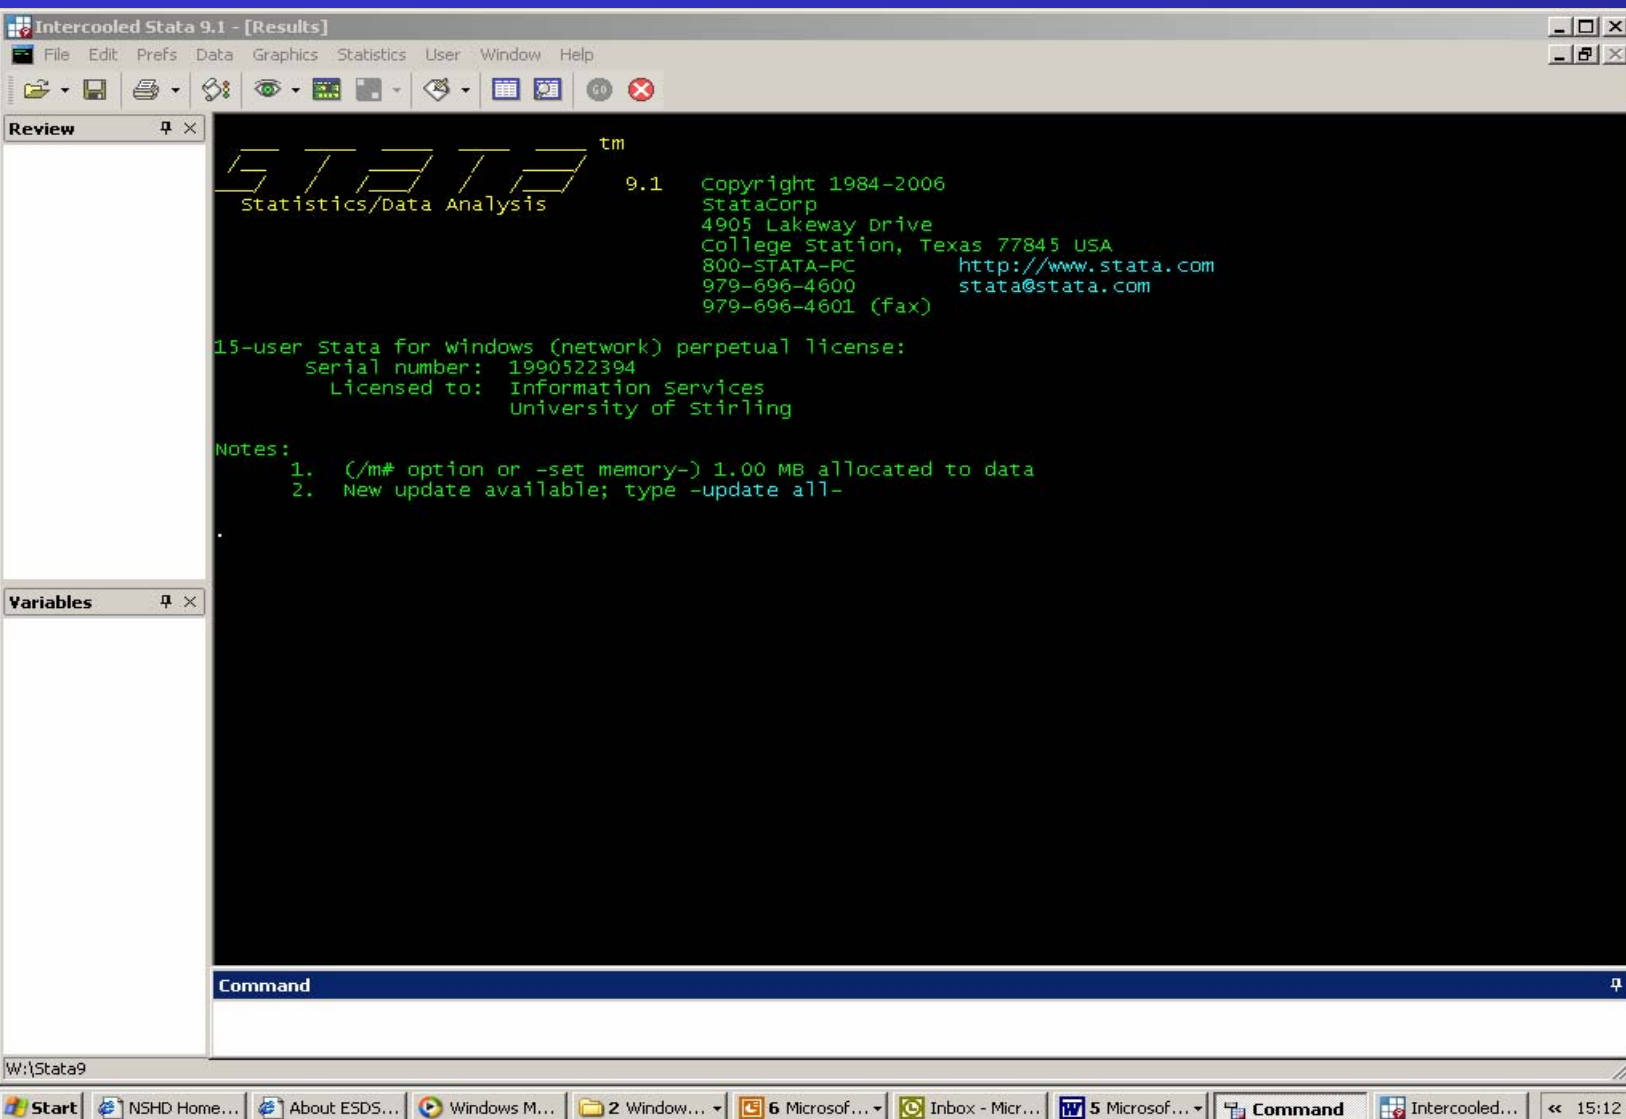 Intercooled Stata 9.1 - [Results]
File Edit Prefs Data Graphics Statistics User Window Help
GO
Review
tm
STATA 9.1 Copyright 1984-2006
Statistics/Data Analysis StataCorp
4905 Lakeway Drive
College Station, Texas 77845 USA
800-STATA-PC http://www.stata.com
979-696-4600 stata@stata.com
979-696-4601 (fax)
15-user Stata for Windows (network) perpetual license:
Serial number: 1990522394
Licensed to: Information Services
University of Stirling
Notes:
1. (/m# option or -set memory-) 1.00 MB allocated to data
2. New update available; type -update all-
.
Variables
Command
W:\Stata9
Start NSHD Home... About ESDS... Windows M... 2 Window... 6 Microsof... Inbox - Micr... 5 Microsof... Command Intercooled... « 15:12